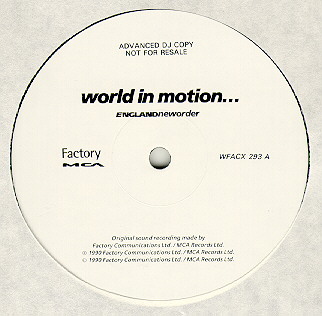 ADVANCED DJ COPY
NOT FOR RESALE
world in motion...
ENGLANDneworder
Factory
MCA
WFACX 293 A
Original sound recording made by
Factory Communications Ltd. / MCA Records Ltd.
℗ 1990 Factory Communications Ltd. / MCA Records Ltd.
© 1990 Factory Communications Ltd. / MCA Records Ltd.